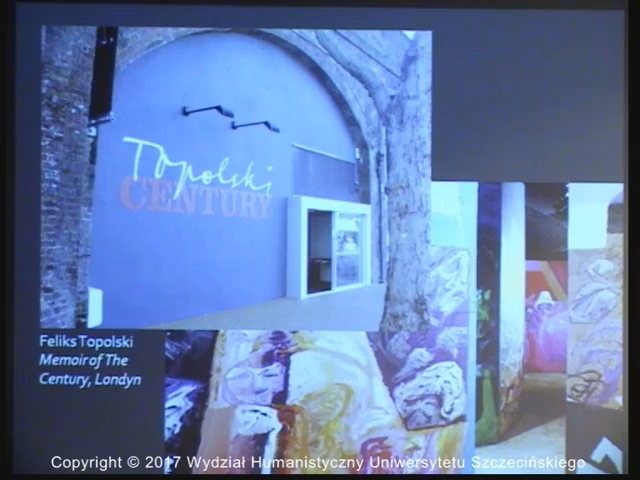 Topolski
CENTURY
Feliks Topolski
Memoir of The
Century, Londyn
Copyright © 2017 Wydział Humanistyczny Uniwersytetu Szczecińskiego